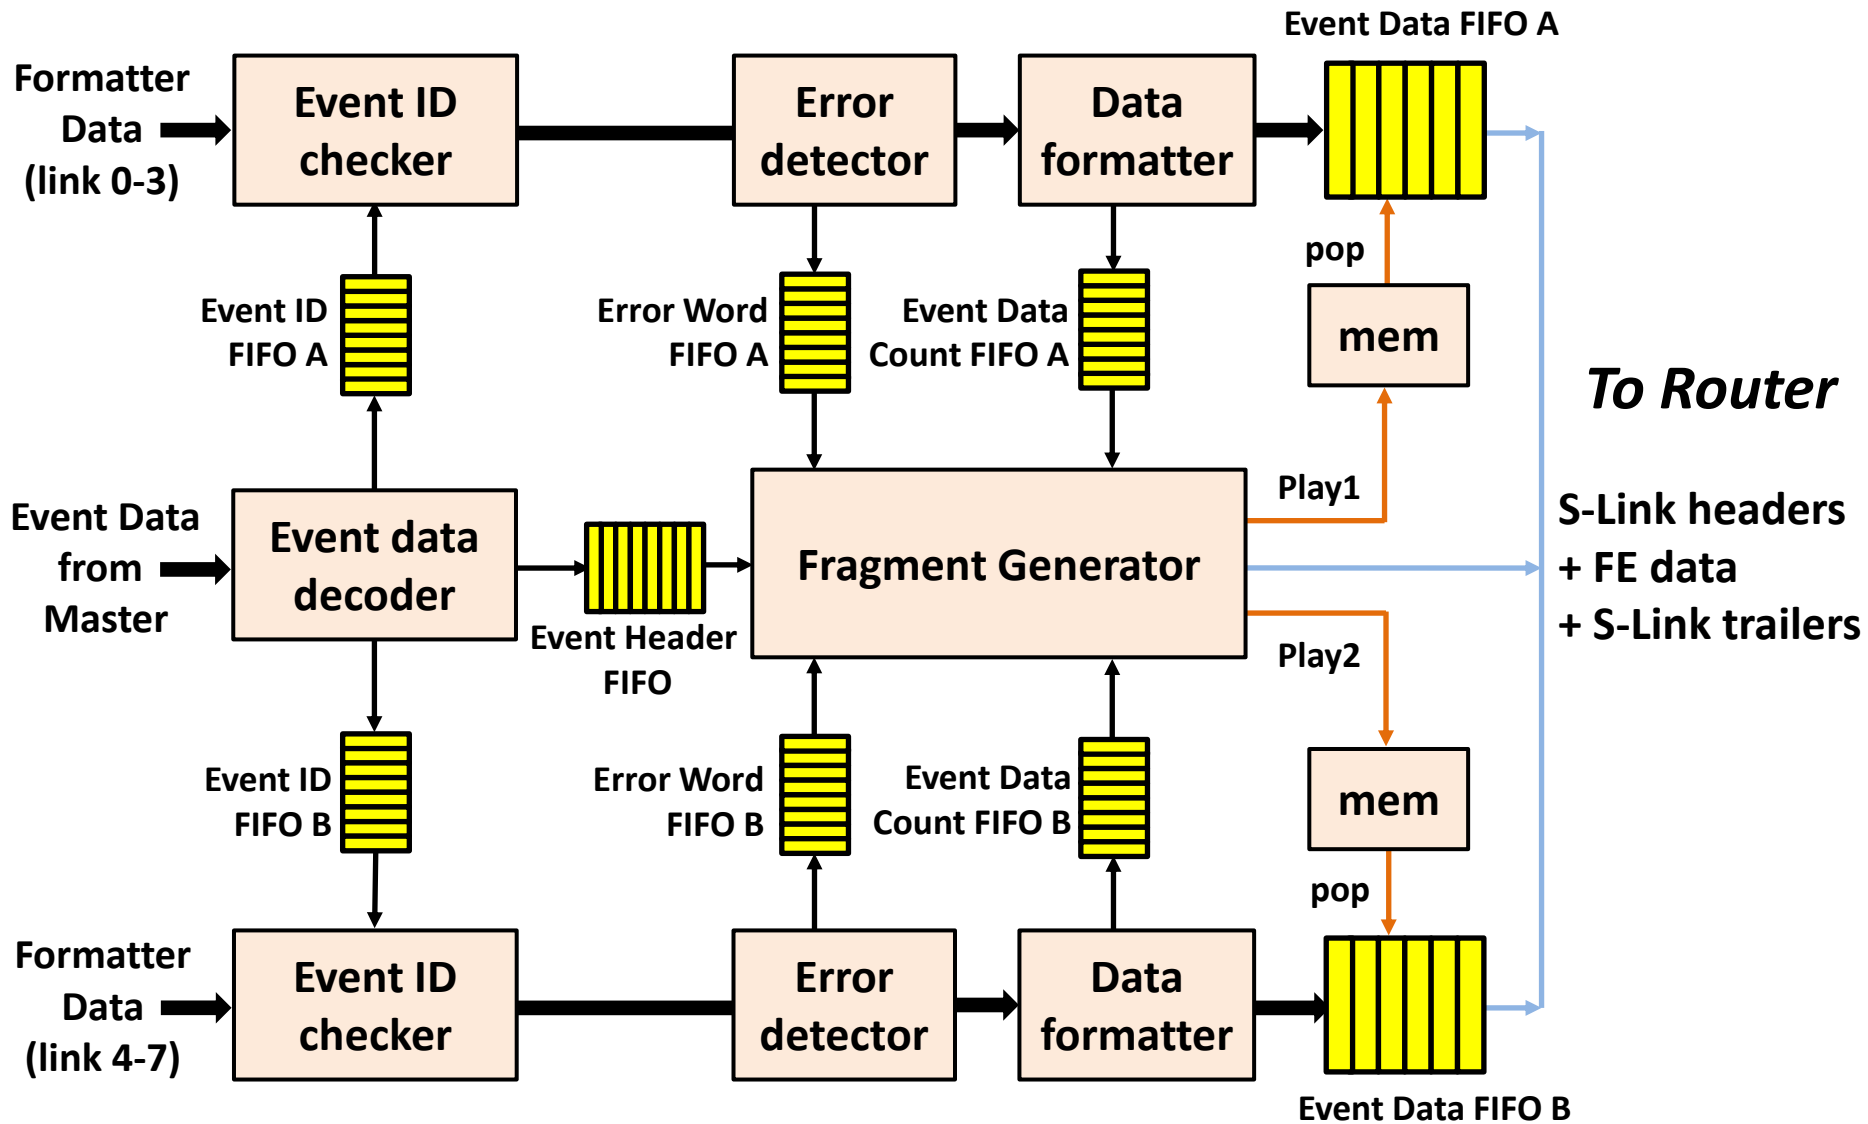 Event Data FIFO A
Formatter
Data
(link 0-3)
Event ID
checker
Error
detector
Data
formatter
pop
Event ID
FIFO A
Error Word
FIFO A
Event Data
Count FIFO A
mem
To Router
Event Data
from
Master
Event data
decoder
Event Header
FIFO
Fragment Generator
Play1
Play2
S-Link headers
+ FE data
+ S-Link trailers
Event ID
FIFO B
Error Word
FIFO B
Event Data
Count FIFO B
mem
pop
Formatter
Data
(link 4-7)
Event ID
checker
Error
detector
Data
formatter
Event Data FIFO B